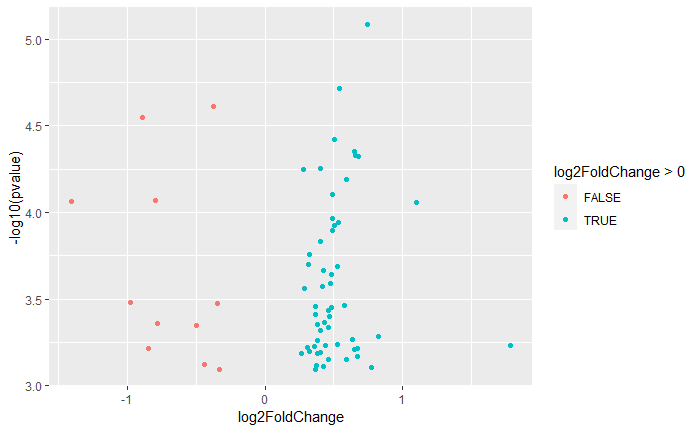 5.0
4.5
4.0
3.5
3.0
-log10(pvalue)
-1
0
1
log2FoldChange
log2FoldChange > 0
FALSE
TRUE